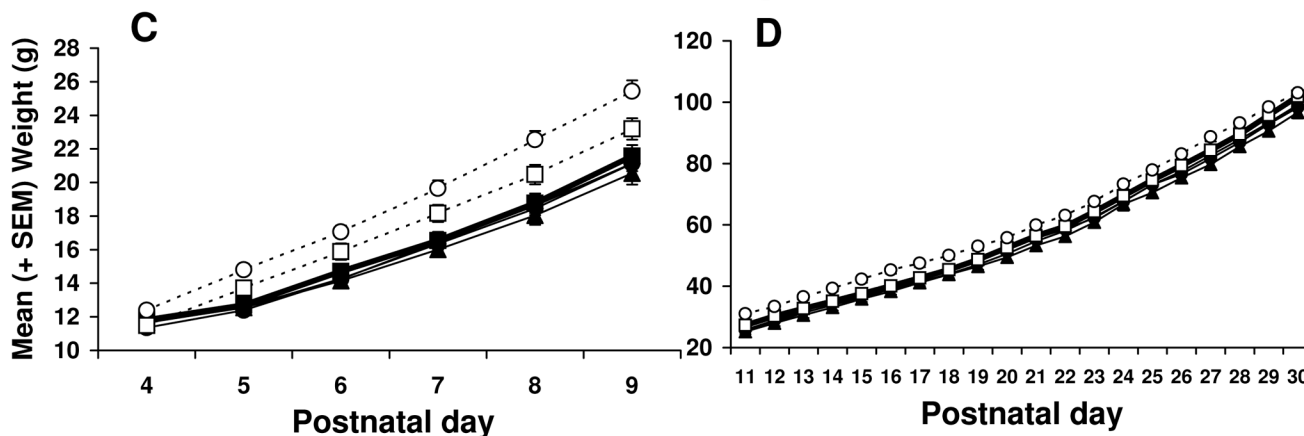 C
Mean (+ SEM) Weight (g)
28
26
24
22
20
18
16
14
12
10
4 5 6 7 8 9
Postnatal day
D
120
100
80
60
40
20
11 12 13 14 15 16 17 18 19 20 21 22 23 24 25 26 27 28 29 30
Postnatal day